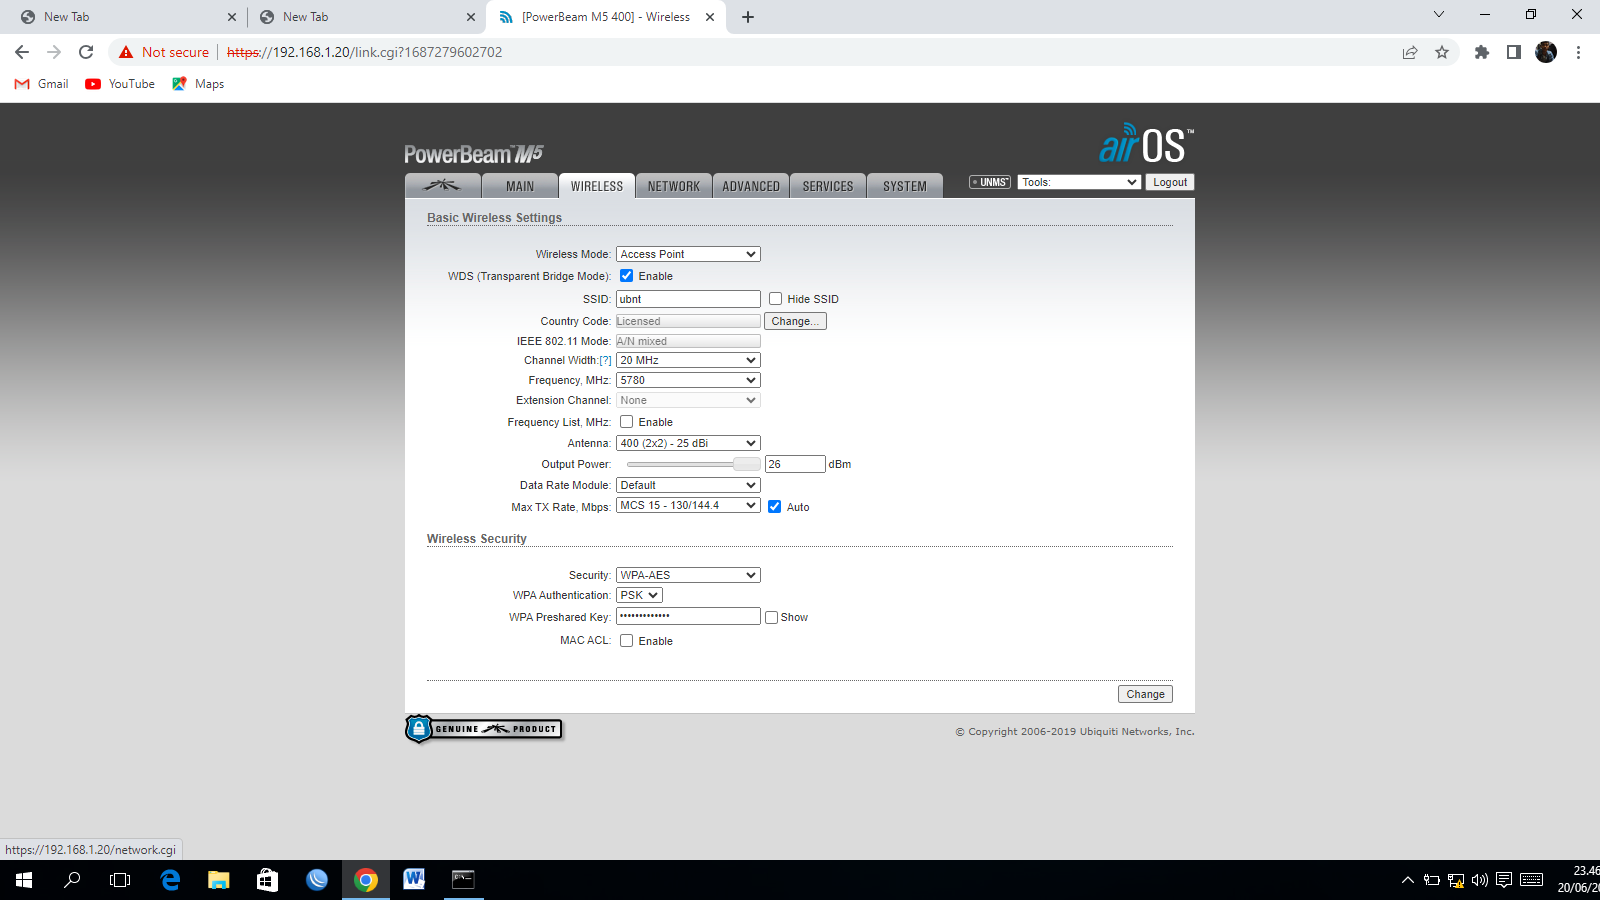 New Tab
New Tab
[PowerBeam M5 400] - Wireless
Not secure
https://192.168.1.20/link.cgi?1687279602702
Gmail
YouTube
Maps
PowerBeam™M5
airOS™
MAIN
WIRELESS
NETWORK
ADVANCED
SERVICES
SYSTEM
UNMS™
Tools:
Logout
Basic Wireless Settings
Wireless Mode: Access Point
WDS (Transparent Bridge Mode): Enable
SSID: ubnt Hide SSID
Country Code: Licensed Change...
IEEE 802.11 Mode: A/N mixed
Channel Width:[?] 20 MHz
Frequency, MHz: 5780
Extension Channel: None
Frequency List, MHz: Enable
Antenna: 400 (2x2) - 25 dBi
Output Power: 26 dBm
Data Rate Module: Default
Max TX Rate, Mbps: MCS 15 - 130/144.4 Auto
Wireless Security
Security: WPA-AES
WPA Authentication: PSK
WPA Preshared Key: ••••••••••••• Show
MAC ACL: Enable
Change
GENUINE PRODUCT
© Copyright 2006-2019 Ubiquiti Networks, Inc.
https://192.168.1.20/network.cgi
23.46
20/06/20